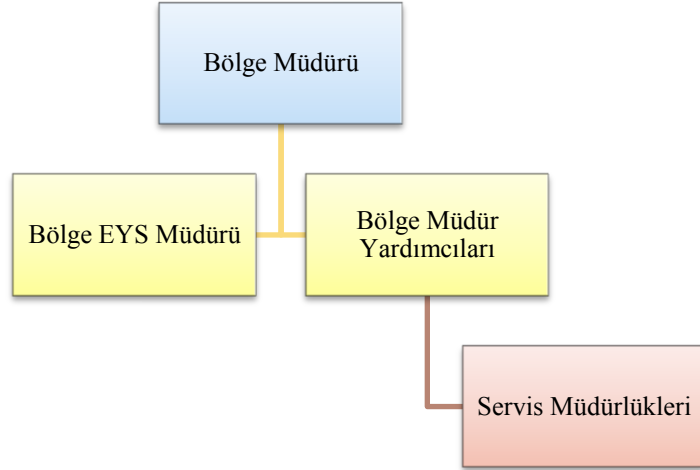 Bölge Müdürü
Bölge EYS Müdürü
Bölge Müdür
Yardımcıları
Servis Müdürlükleri